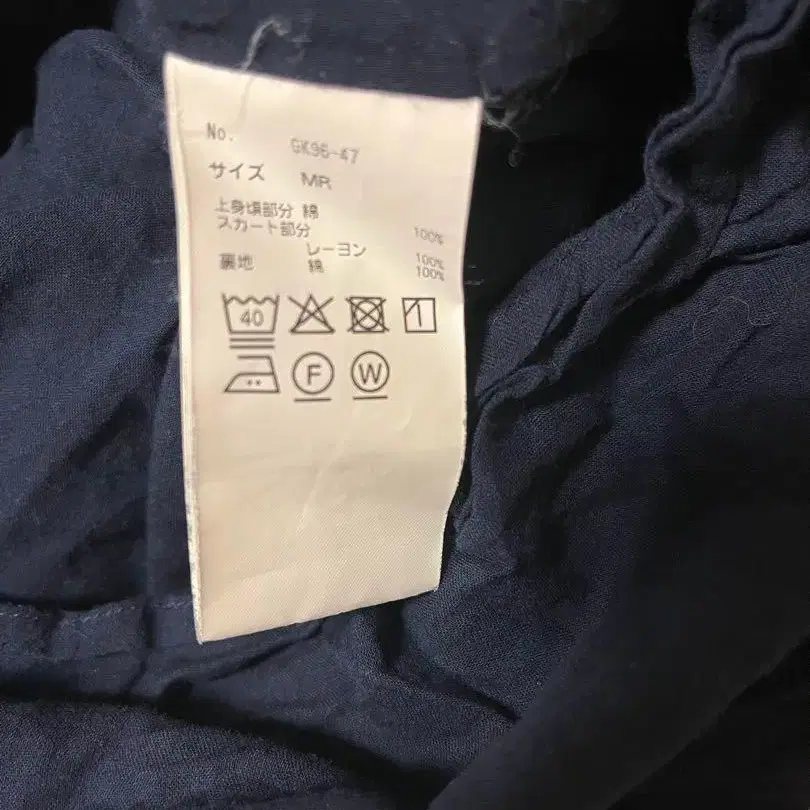 No. GK96-47
サイズ MR
上身頃部分 綿 100%
スカート部分
レーヨン 100%
裏地 綿 100%
40
F W